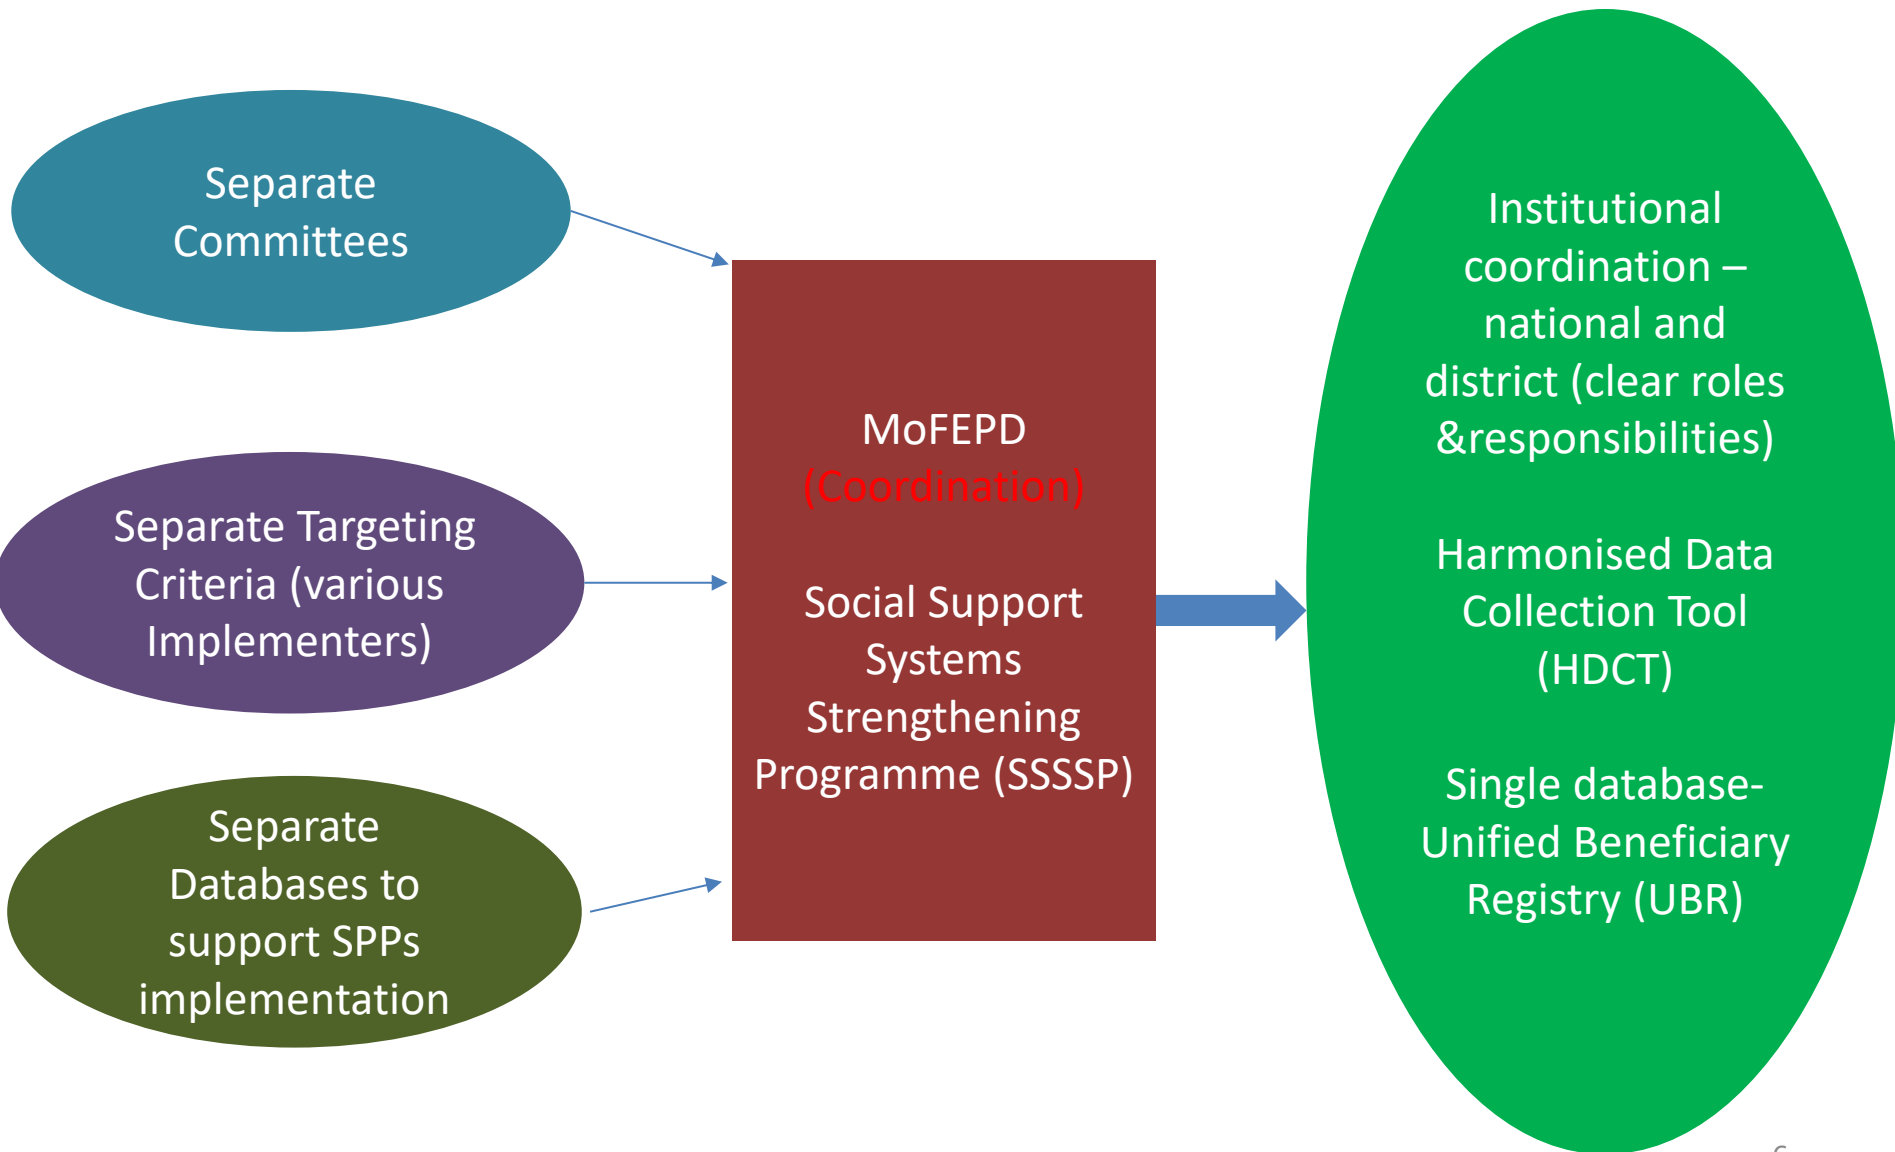 Separate
Committees
Separate Targeting
Criteria (various
Implementers)
Separate
Databases to
support SPPs
implementation
MoFEPD
(Coordination)
Social Support
Systems
Strengthening
Programme (SSSSP)
Institutional
coordination –
national and
district (clear roles
&responsibilities)
Harmonised Data
Collection Tool
(HDCT)
Single database-
Unified Beneficiary
Registry (UBR)